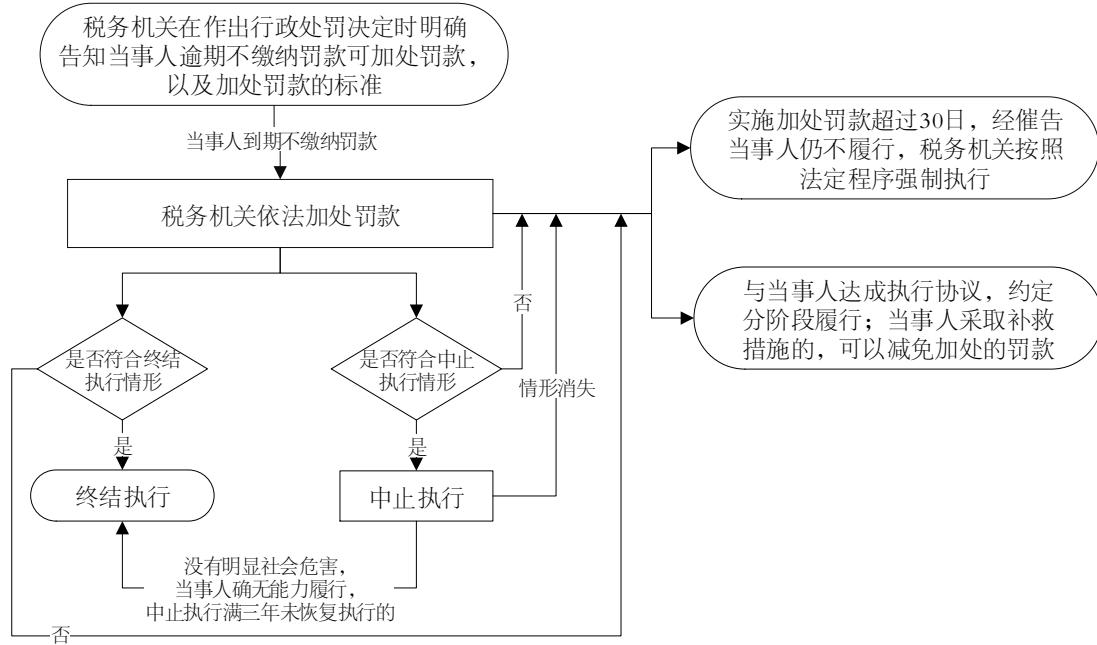 税务机关在作出行政处罚决定时明确
告知当事人逾期不缴纳罚款可加处罚款，
以及加处罚款的标准
当事人到期不缴纳罚款
税务机关依法加处罚款
实施加处罚款超过30日，经催告
当事人仍不履行，税务机关按照
法定程序强制执行
与当事人达成执行协议，约定
分阶段履行；当事人采取补救
措施的，可以减免加处的罚款
是否符合终结
执行情形
是否符合中止
执行情形
否
情形消失
是
是
终结执行
中止执行
没有明显社会危害，
当事人确无能力履行，
中止执行满三年未恢复执行的
否